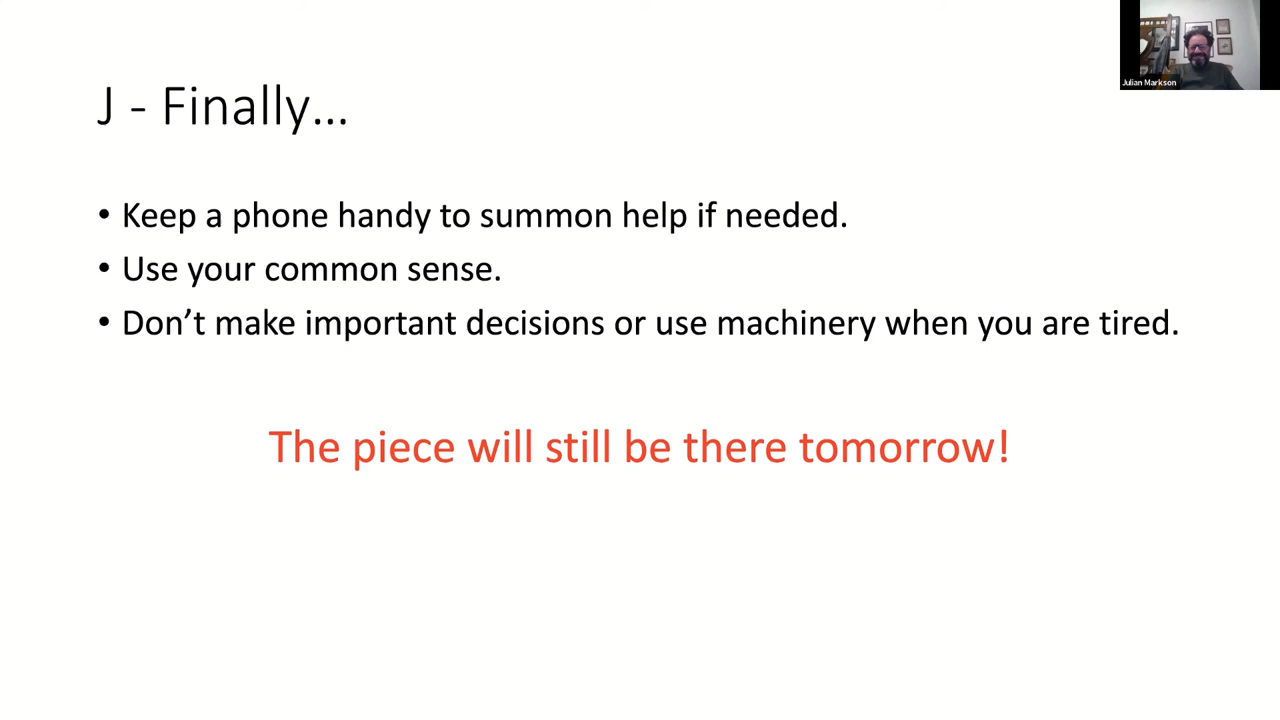 Julian Markson
J - Finally...
• Keep a phone handy to summon help if needed.
• Use your common sense.
• Don’t make important decisions or use machinery when you are tired.
The piece will still be there tomorrow!